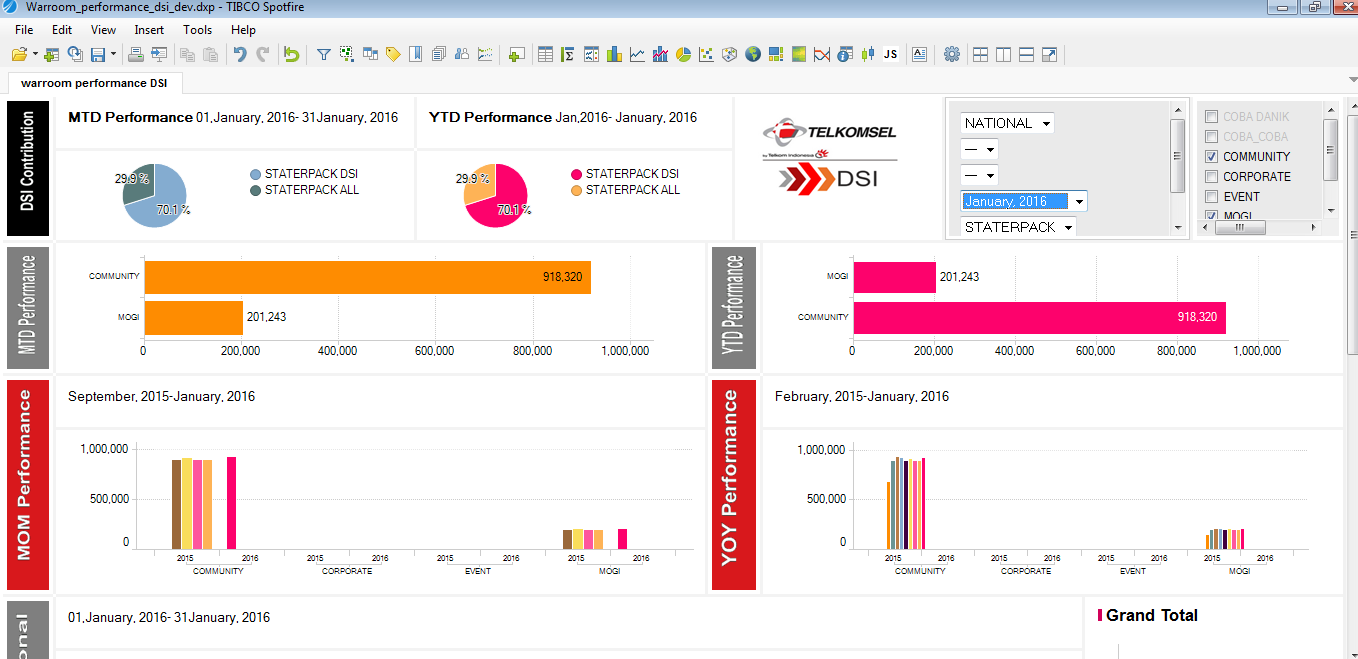 Warroom_performance_dsi_dev.dxp - TIBCO Spotfire
File Edit View Insert Tools Help
JS
warroom performance DSI
DSI Contribution
MTD Performance 01,January, 2016- 31January, 2016
29.9 %
70.1 %
STATERPACK DSI
STATERPACK ALL
YTD Performance Jan,2016- January, 2016
29.9 %
70.1 %
STATERPACK DSI
STATERPACK ALL
TELKOMSEL
by Telkom Indonesia
DSI
NATIONAL
—
—
January, 2016
STATERPACK
COBA DANIK
COBA_COBA
COMMUNITY
CORPORATE
EVENT
MOGI
MTD Performance
COMMUNITY 918,320
MOGI 201,243
0 200,000 400,000 600,000 800,000 1,000,000
YTD Performance
MOGI 201,243
COMMUNITY 918,320
0 200,000 400,000 600,000 800,000 1,000,000
MOM Performance
September, 2015-January, 2016
1,000,000
500,000
0
2015 2016 2015 2016 2015 2016 2015 2016
COMMUNITY CORPORATE EVENT MOGI
YOY Performance
February, 2015-January, 2016
1,000,000
500,000
0
2015 2016 2015 2016 2015 2016 2015 2016
COMMUNITY CORPORATE EVENT MOGI
onal
01,January, 2016- 31January, 2016
Grand Total